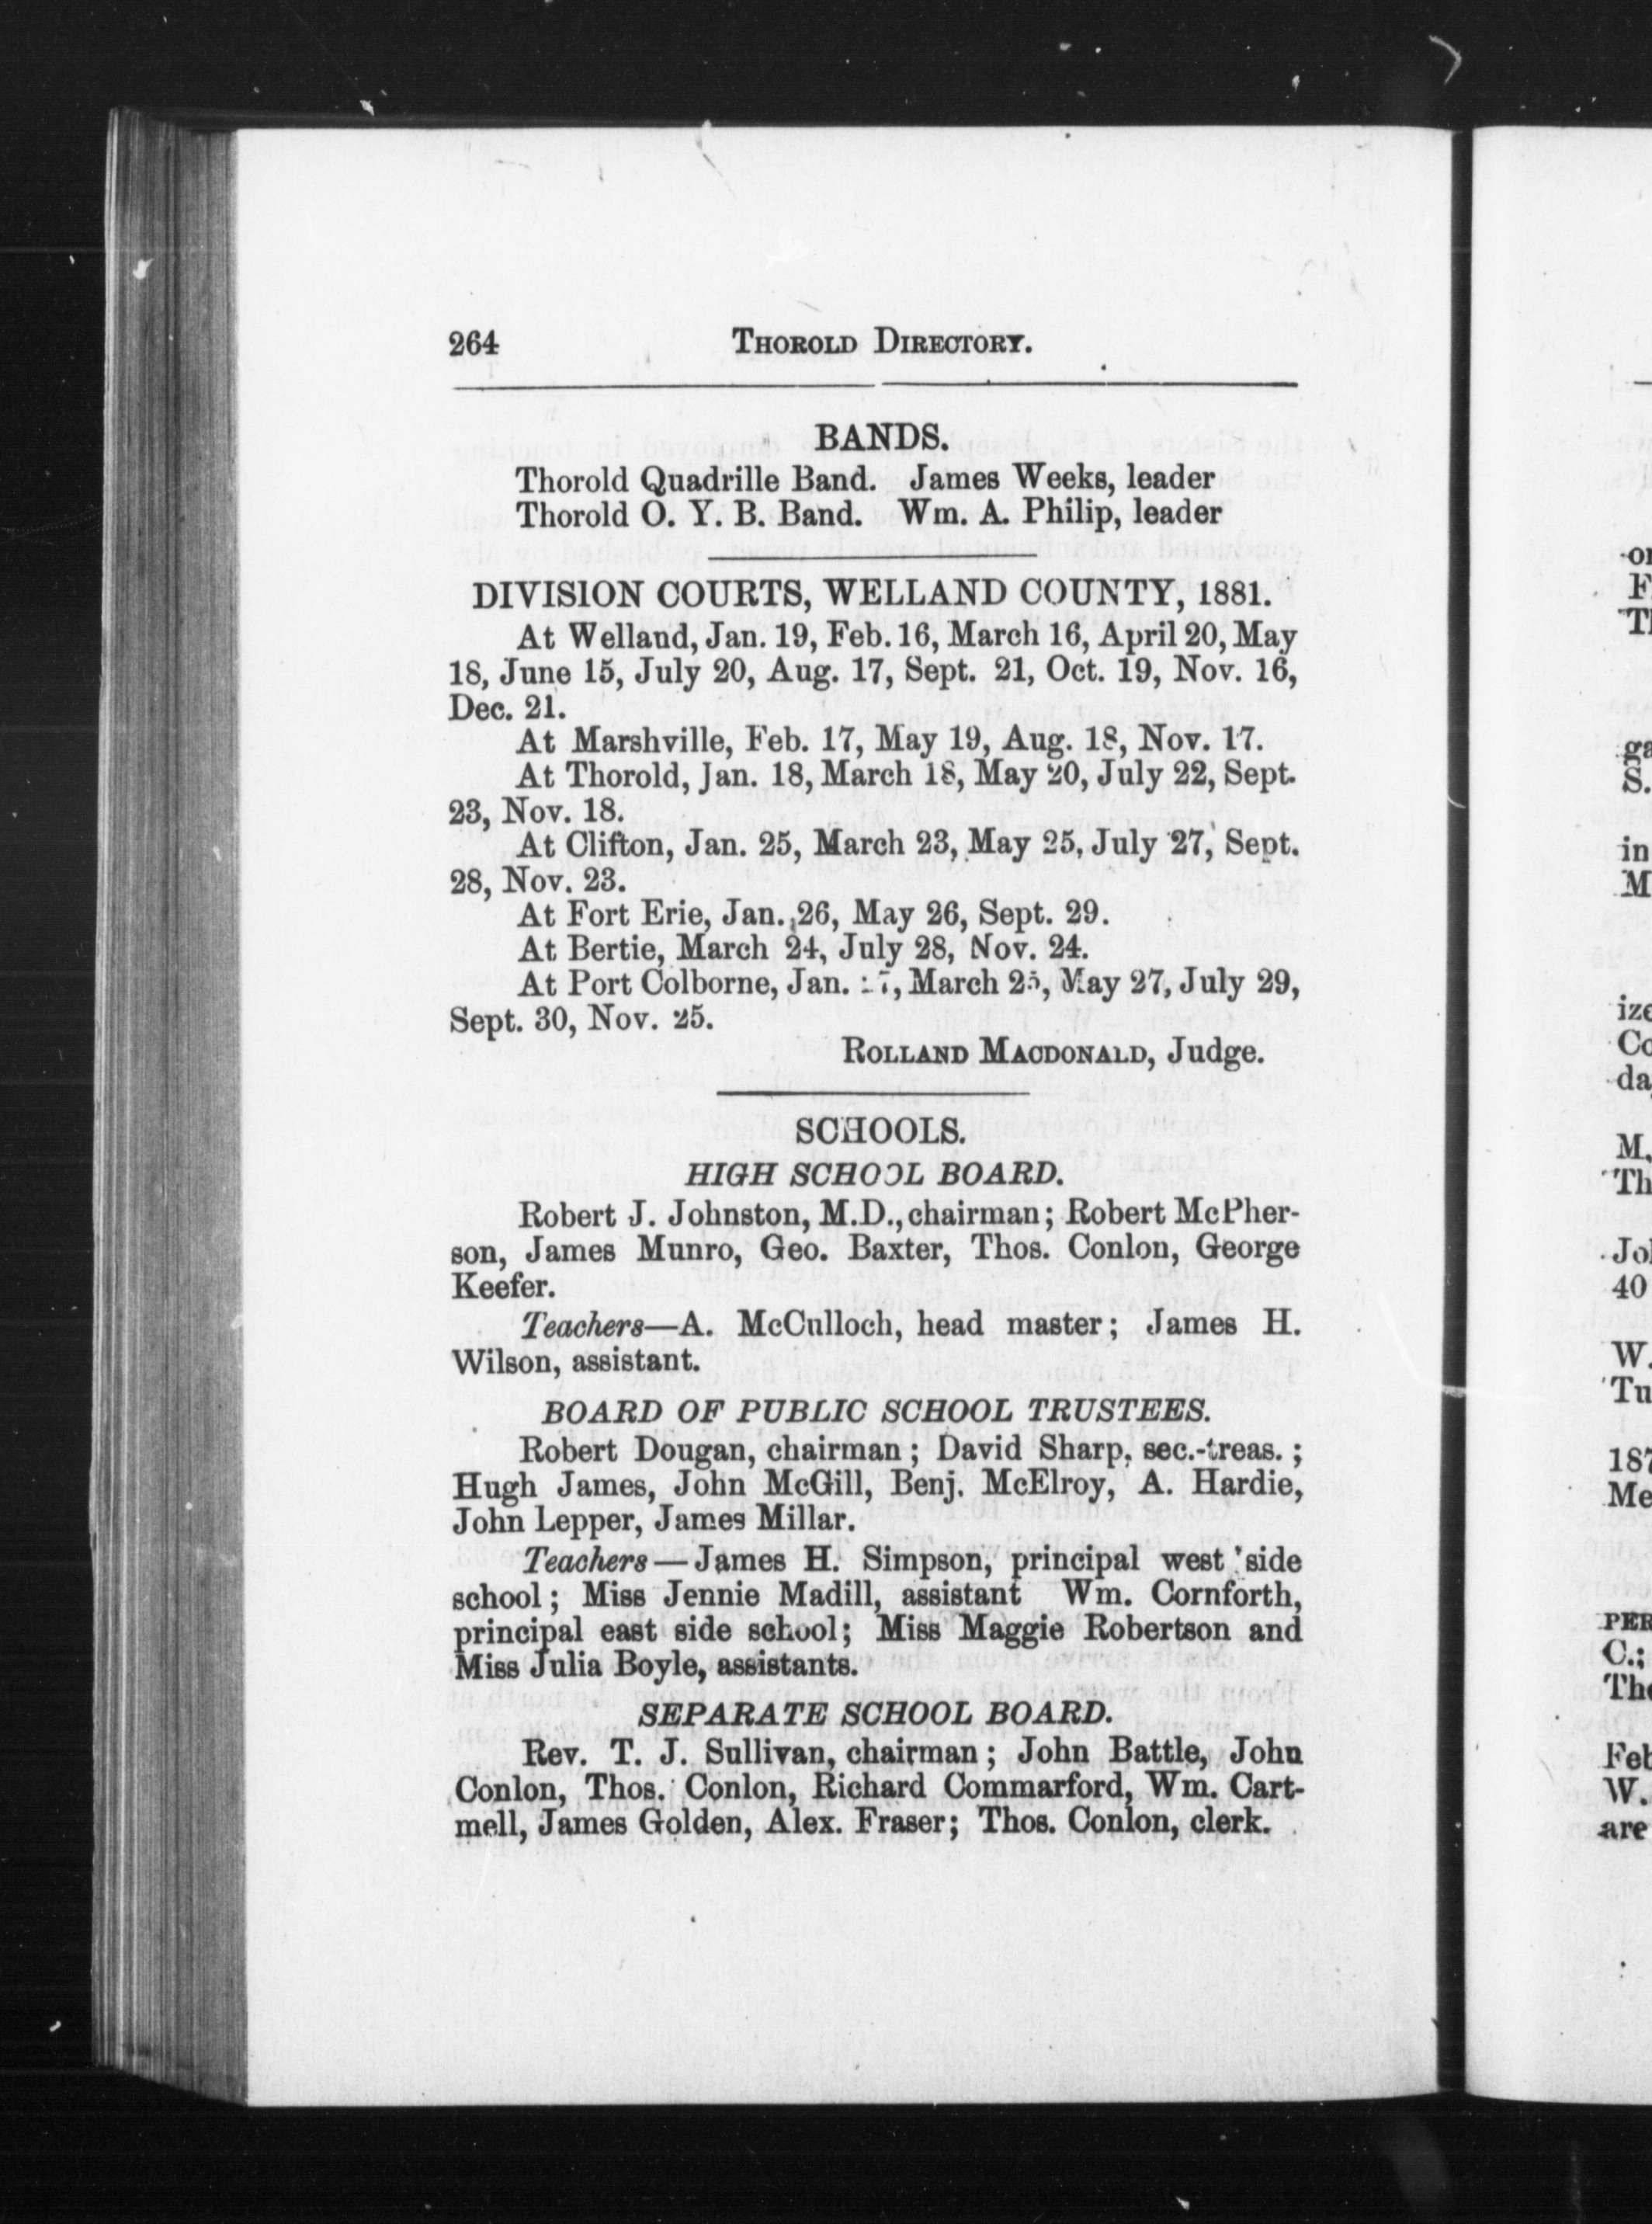 264 THOROLD DIRECTORY.
BANDS.
Thorold Quadrille Band. James Weeks, leader
Thorold O. Y. B. Band. Wm. A. Philip, leader
DIVISION COURTS, WELLAND COUNTY, 1881.
At Welland, Jan. 19, Feb. 16, March 16, April 20, May
18, June 15, July 20, Aug. 17, Sept. 21, Oct. 19, Nov. 16,
Dec. 21.
At Marshville, Feb. 17, May 19, Aug. 18, Nov. 17.
At Thorold, Jan. 18, March 18, May 20, July 22, Sept.
23, Nov. 18.
At Clifton, Jan. 25, March 23, May 25, July 27, Sept.
28, Nov. 23.
At Fort Erie, Jan. 26, May 26, Sept. 29.
At Bertie, March 24, July 28, Nov. 24.
At Port Colborne, Jan. March 25, May 27, July 29,
Sept. 30, Nov. 25.
ROLLAND MACDONALD, Judge.
SCHOOLS.
HIGH SCHOOL BOARD.
Robert J. Johnston, M.D., chairman; Robert McPher-
son, James Munro, Geo. Baxter, Thos. Conlon, George
Keefer.
Teachers—A. McCulloch, head master; James H.
Wilson, assistant.
BOARD OF PUBLIC SCHOOL TRUSTEES.
Robert Dougan, chairman; David Sharp, sec.-treas.;
Hugh James, John McGill, Benj. McElroy, A. Hardie,
John Lepper, James Millar.
Teachers—James H. Simpson, principal west side
school; Miss Jennie Madill, assistant Wm. Cornforth,
principal east side school; Miss Maggie Robertson and
Miss Julia Boyle, assistants.
SEPARATE SCHOOL BOARD.
Rev. T. J. Sullivan, chairman; John Battle, John
Conlon, Thos. Conlon, Richard Commarford, Wm. Cart-
mell, James Golden, Alex. Fraser; Thos. Conlon, clerk.